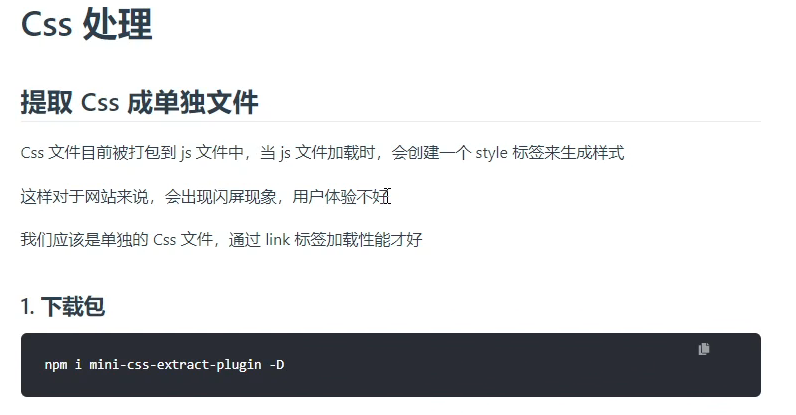 Css 处理
提取 Css 成单独文件
Css 文件目前被打包到 js 文件中，当 js 文件加载时，会创建一个 style 标签来生成样式
这样对于网站来说，会出现闪屏现象，用户体验不好
我们应该是单独的 Css 文件，通过 link 标签加载性能才好
1. 下载包
npm i mini-css-extract-plugin -D